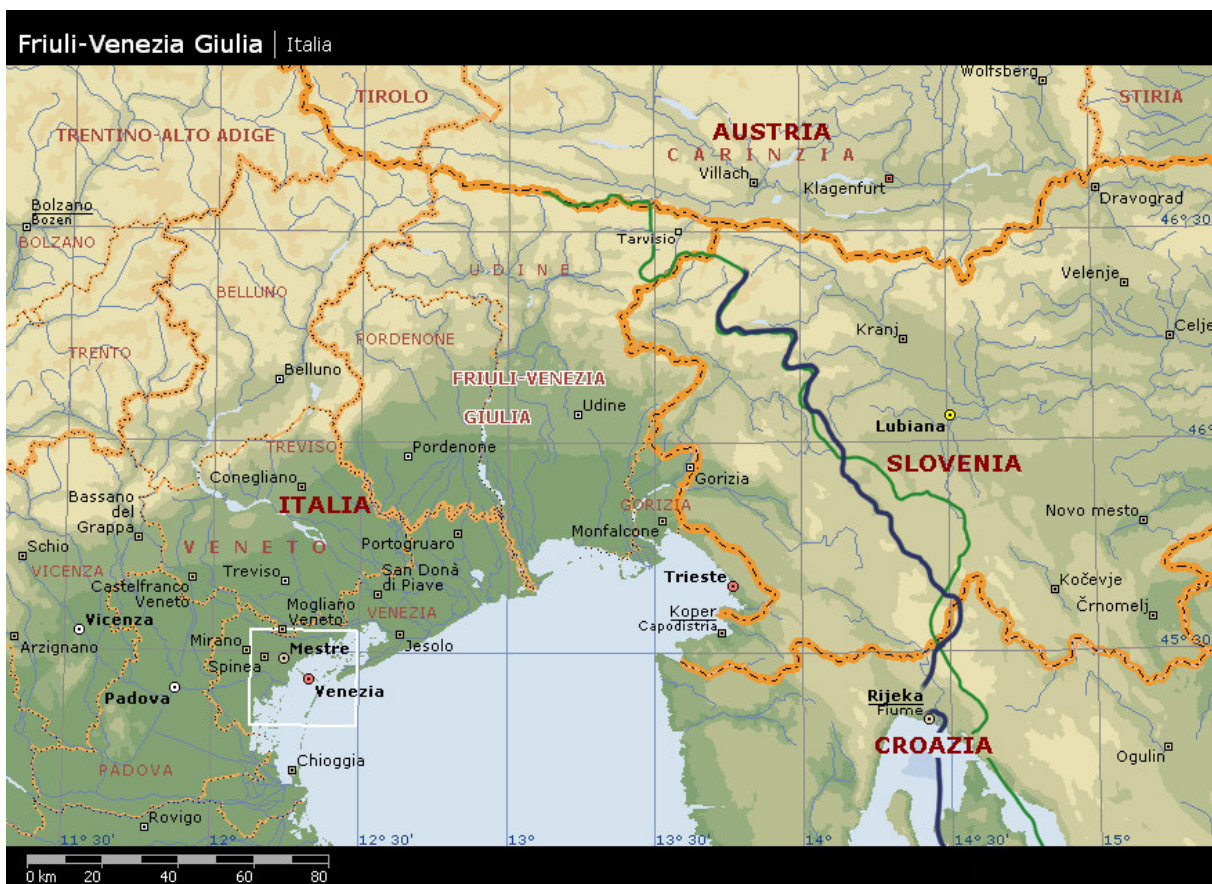 Friuli-Venezia Giulia | Italia
Wolfsberg
TIROLO
STIRIA
TRENTINO-ALTO ADIGE
AUSTRIA
CARINZIA
Villach
Klagenfurt
Dravograd
Bolzano
Bozen
46° 30'
BOLZANO
Tarvisio
UDINE
Velenje
BELLUNO
Kranj
Celje
PORDENONE
TRENTO
Belluno
FRIULI-VENEZIA
GIULIA
Udine
Lubiana
46°
TREVISO
Pordenone
SLOVENIA
Conegliano
Gorizia
Bassano
del
Grappa
ITALIA
GORIZIA
Novo mesto
Monfalcone
VENETO
Portogruaro
Schio
VICENZA
Treviso
San Donà
di Piave
Trieste
Castelfranco
Veneto
Kočevje
Mogliano
Veneto
VENEZIA
Koper
Capodistria
Črnomelj
Vicenza
Mirano
Arzignano
Jesolo
45° 30'
Mestre
Spinea
Padova
Venezia
Rijeka
Fiume
CROAZIA
Ogulin
Chioggia
PADOVA
Rovigo
11° 30'
12°
12° 30'
13°
13° 30'
14°
14° 30'
15°
0 km 20 40 60 80